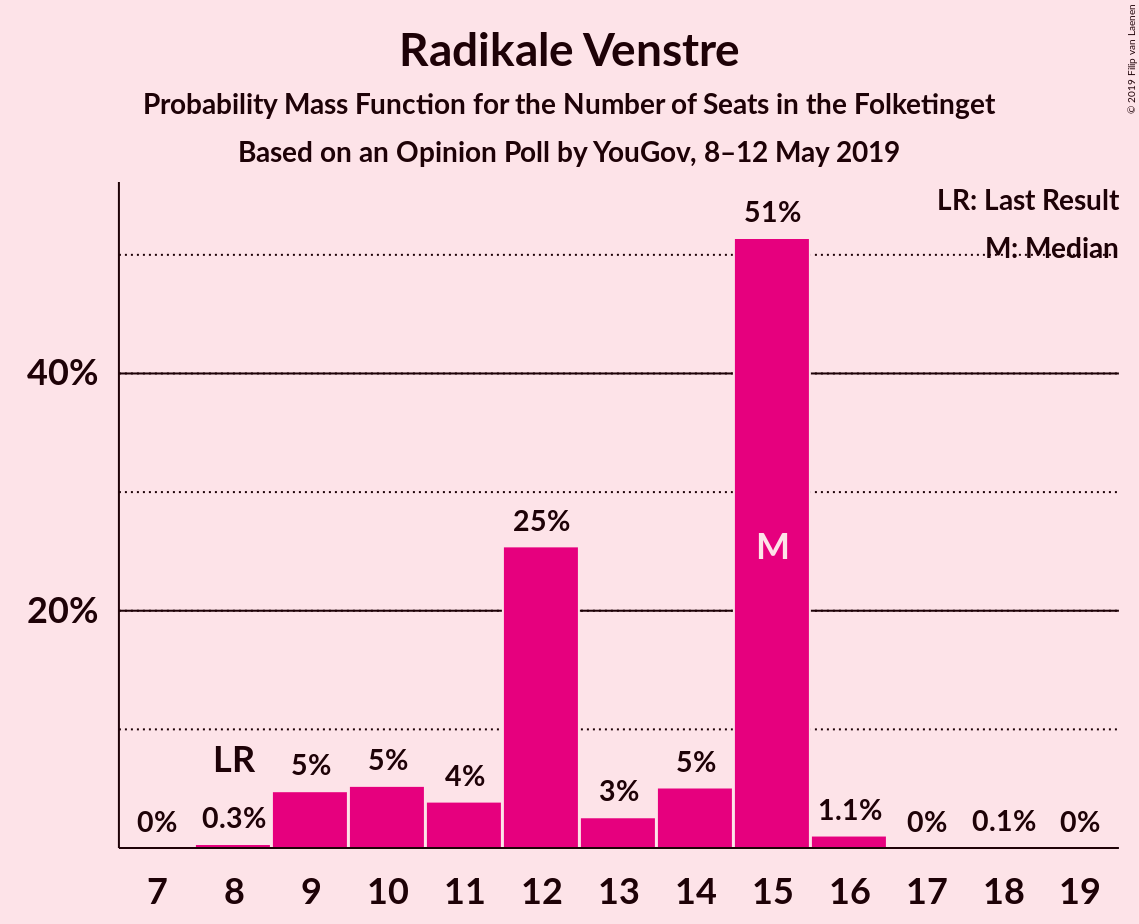 Radikale Venstre
Probability Mass Function for the Number of Seats in the Folketinget
Based on an Opinion Poll by YouGov, 8–12 May 2019
© 2019 Filip van Laenen
LR: Last Result
M: Median
40%
20%
0%
LR
0.3%
5%
5%
4%
25%
3%
5%
51%
M
1.1%
0%
0.1%
0%
7 8 9 10 11 12 13 14 15 16 17 18 19